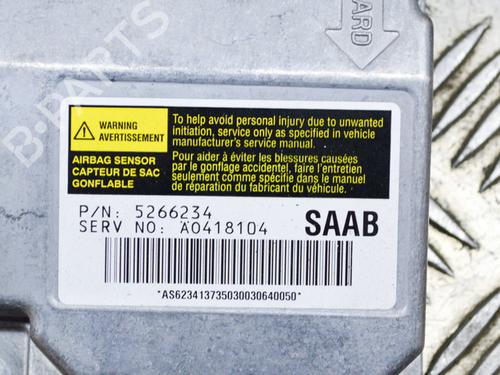 B-PARTS
ARD
WARNING
AVERTISSEMENT
AIRBAG SENSOR
CAPTEUR DE SAC
GONFLABLE
To help avoid personal injury due to unwanted
initiation, service only as specified in vehicle
manufacturer's service manual.
Pour aider à éviter les blessures causées
par le gonflage accidentel, faire l'entretien
seulement comme spécifié dans le manuel
de réparation du fabricant du véhicule.
P/N: 5266234
SERV NO: A0418104
SAAB
*AS623413735030030640050*